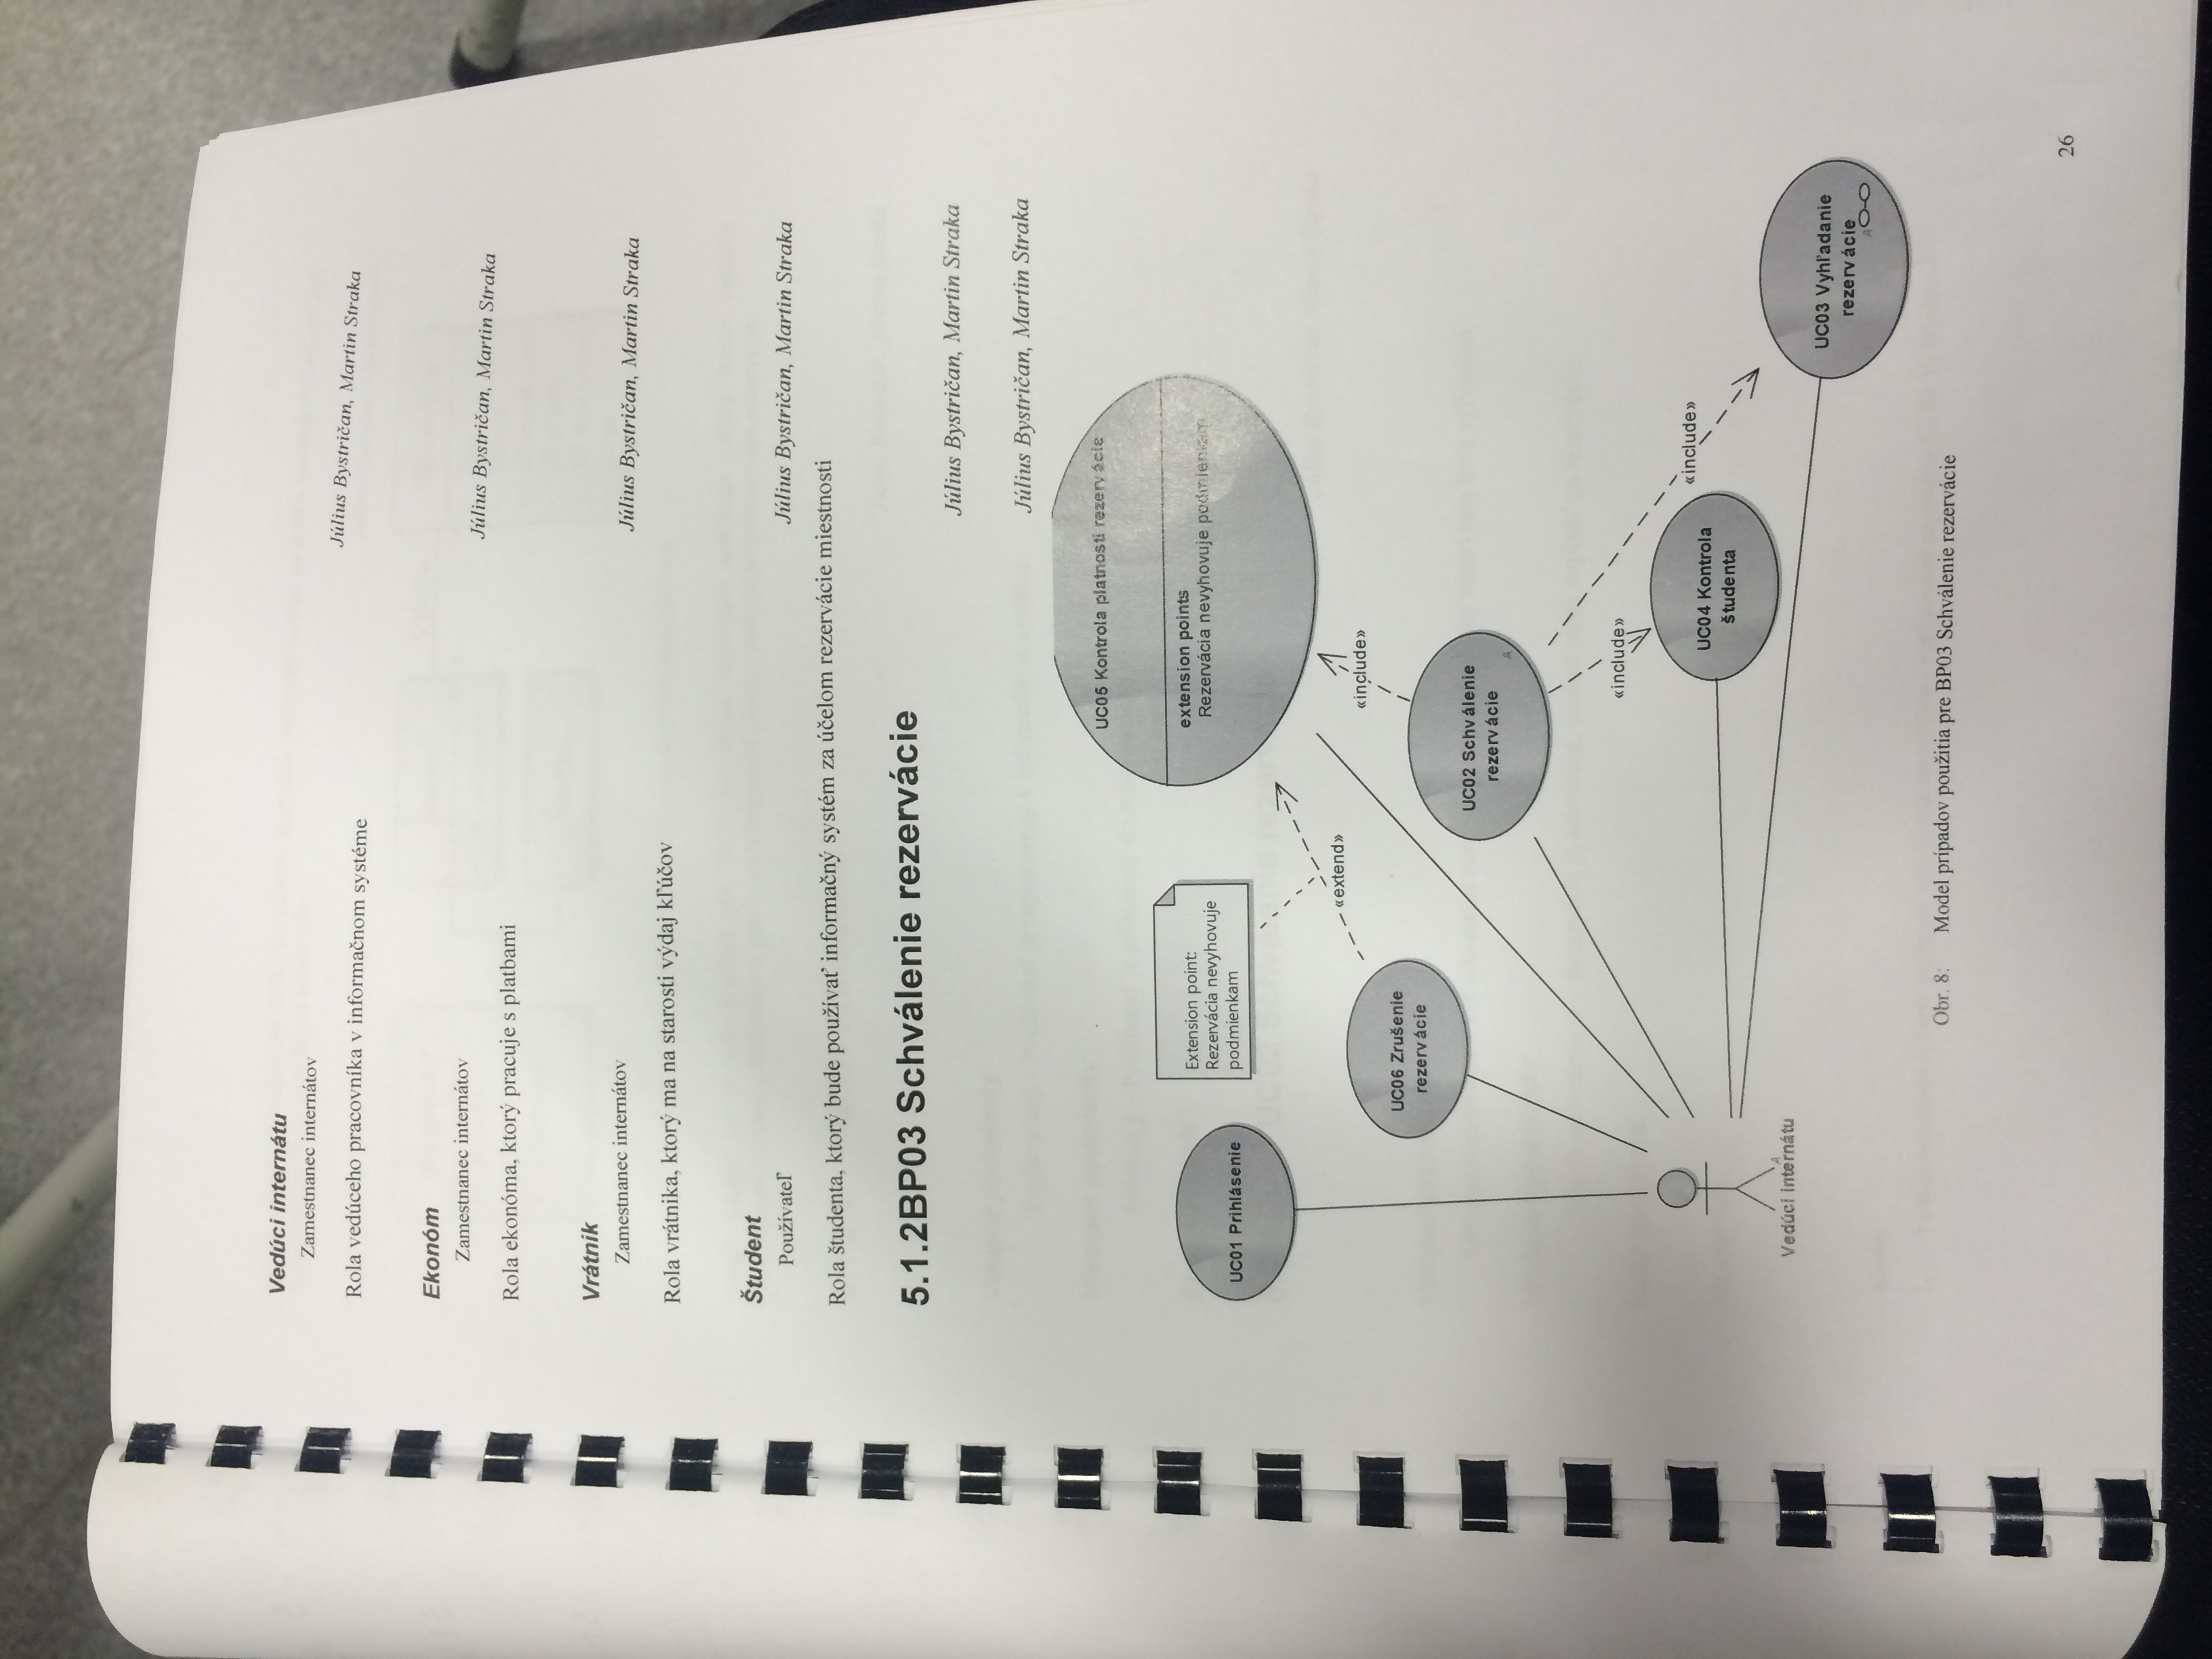 Vedúci internátu
Zamestnanec internátov
Július Bystričan, Martin Straka
Rola vedúceho pracovníka v informačnom systéme
Ekonóm
Zamestnanec internátov
Július Bystričan, Martin Straka
Rola ekonóma, ktorý pracuje s platbami
Vrátnik
Zamestnanec internátov
Július Bystričan, Martin Straka
Rola vrátnika, ktorý ma na starosti výdaj kľúčov
Študent
Používateľ
Július Bystričan, Martin Straka
Rola študenta, ktorý bude používať informačný systém za účelom rezervácie miestnosti
5.1.2BP03 Schválenie rezervácie
Július Bystričan, Martin Straka
Július Bystričan, Martin Straka
UC05 Kontrola platnosti rezervácie
extension points
Rezervácia nevyhovuje podmienkam
Extension point:
Rezervácia nevyhovuje
podmienkam
UC01 Prihlásenie
«extend»
«include»
UC06 Zrušenie
rezervácie
UC02 Schválenie
rezervácie
«include»
«include»
UC04 Kontrola
študenta
Vedúci internátu
UC03 Vyhľadanie
rezervácie
Obr. 8: Model prípadov použitia pre BP03 Schválenie rezervácie
26